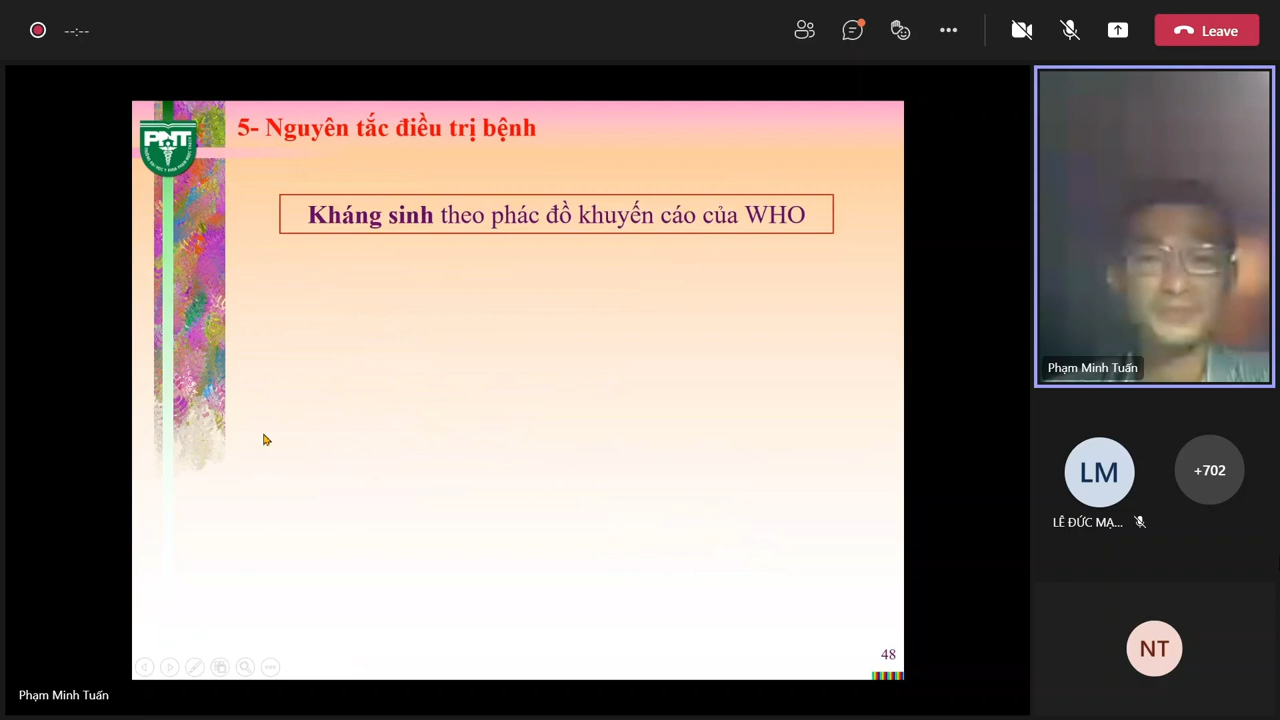 --:--
Leave
5- Nguyên tắc điều trị bệnh
PNT
Kháng sinh theo phác đồ khuyến cáo của WHO
48
Phạm Minh Tuấn
Phạm Minh Tuấn
LM
+702
LÊ ĐỨC MẠ...
NT